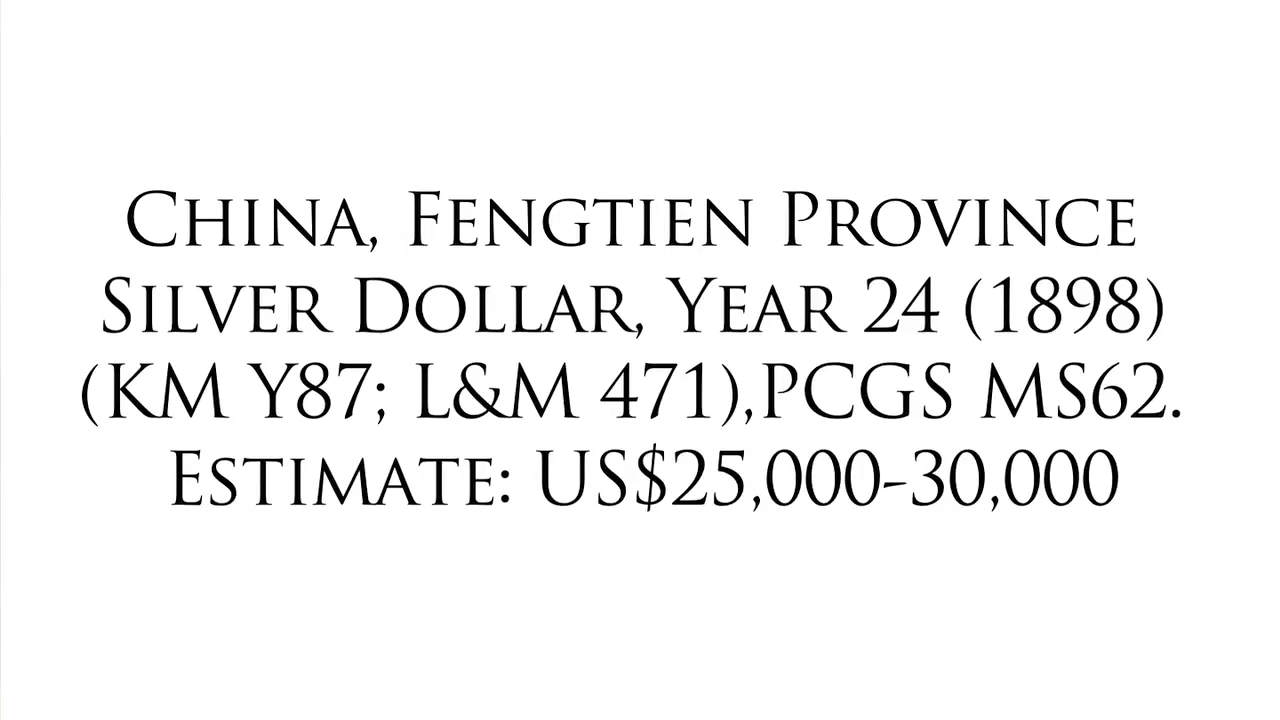 China, Fengtien Province
Silver Dollar, Year 24 (1898)
(KM Y87; L&M 471),PCGS MS62.
Estimate: US$25,000-30,000